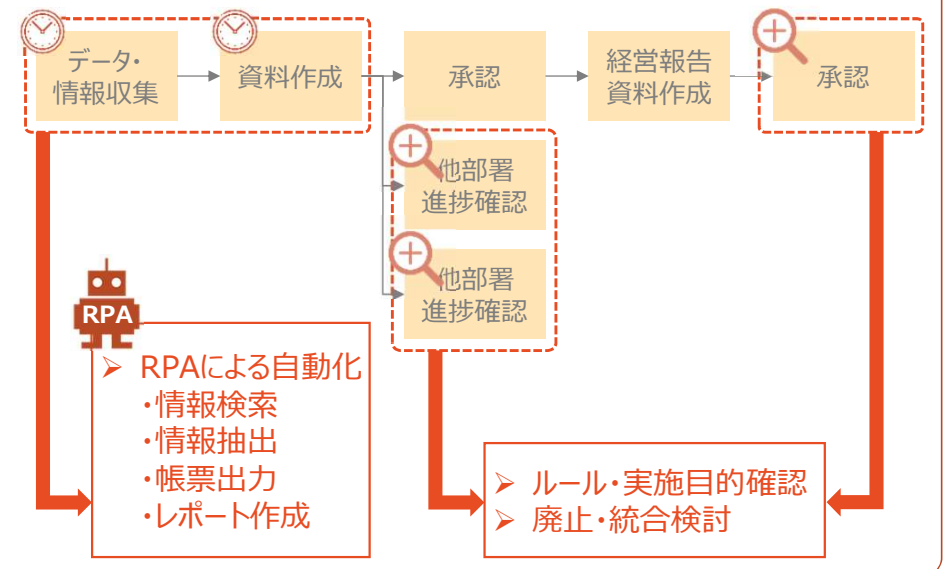 データ・
情報収集
資料作成
承認
経営報告
資料作成
承認
他部署
進捗確認
他部署
進捗確認
RPA
➢ RPAによる自動化
・情報検索
・情報抽出
・帳票出力
・レポート作成
➢ ルール・実施目的確認
➢ 廃止・統合検討